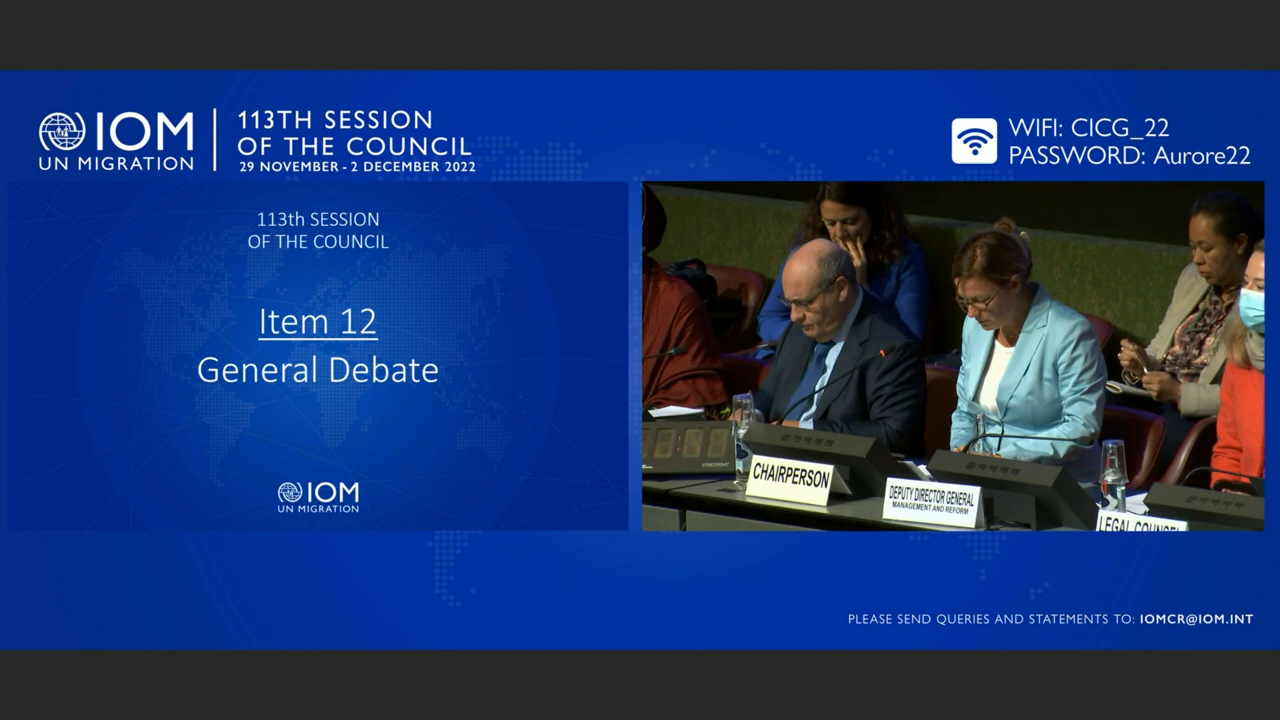 IOM
UN MIGRATION
113TH SESSION
OF THE COUNCIL
29 NOVEMBER - 2 DECEMBER 2022
WIFI: CICG_22
PASSWORD: Aurore22
113th SESSION
OF THE COUNCIL
Item 12
General Debate
IOM
UN MIGRATION
CHAIRPERSON
DEPUTY DIRECTOR GENERAL
MANAGEMENT AND REFORM
LEGAL COUNSEL
PLEASE SEND QUERIES AND STATEMENTS TO: IOMCR@IOM.INT